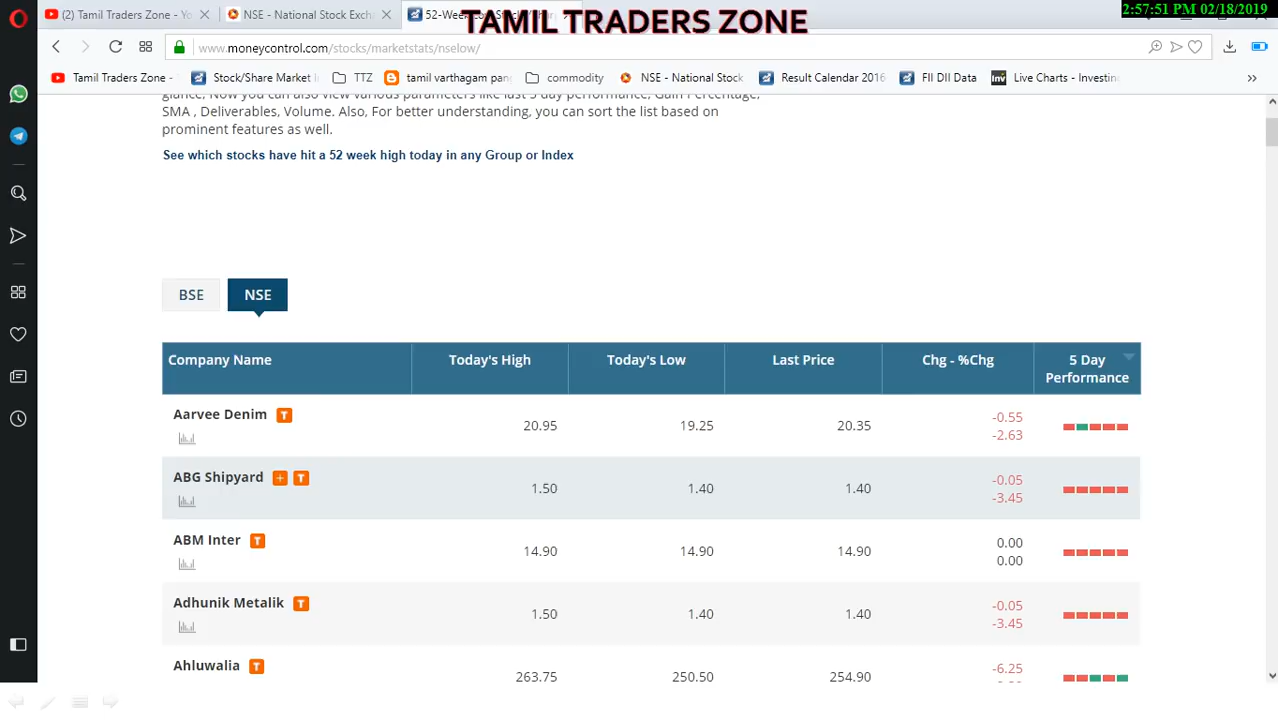 (2) Tamil Traders Zone - Yo
NSE - National Stock Excha
TAMIL TRADERS ZONE
2:57:51 PM 02/18/2019
www.moneycontrol.com/stocks/marketstats/nselow/
Tamil Traders Zone -
Stock/Share Market I
TTZ
tamil varthagam pan
commodity
NSE - National Stock
Result Calendar 2016
FII DII Data
Inv
Live Charts - Investin
»
SMA , Deliverables, Volume. Also, For better understanding, you can sort the list based on
prominent features as well.
See which stocks have hit a 52 week high today in any Group or Index
BSE
NSE
Company Name
Today's High
Today's Low
Last Price
Chg - %Chg
5 Day
Performance
Aarvee Denim T
20.95
19.25
20.35
-0.55
-2.63
ABG Shipyard + T
1.50
1.40
1.40
-0.05
-3.45
ABM Inter T
14.90
14.90
14.90
0.00
0.00
Adhunik Metalik T
1.50
1.40
1.40
-0.05
-3.45
Ahluwalia T
263.75
250.50
254.90
-6.25